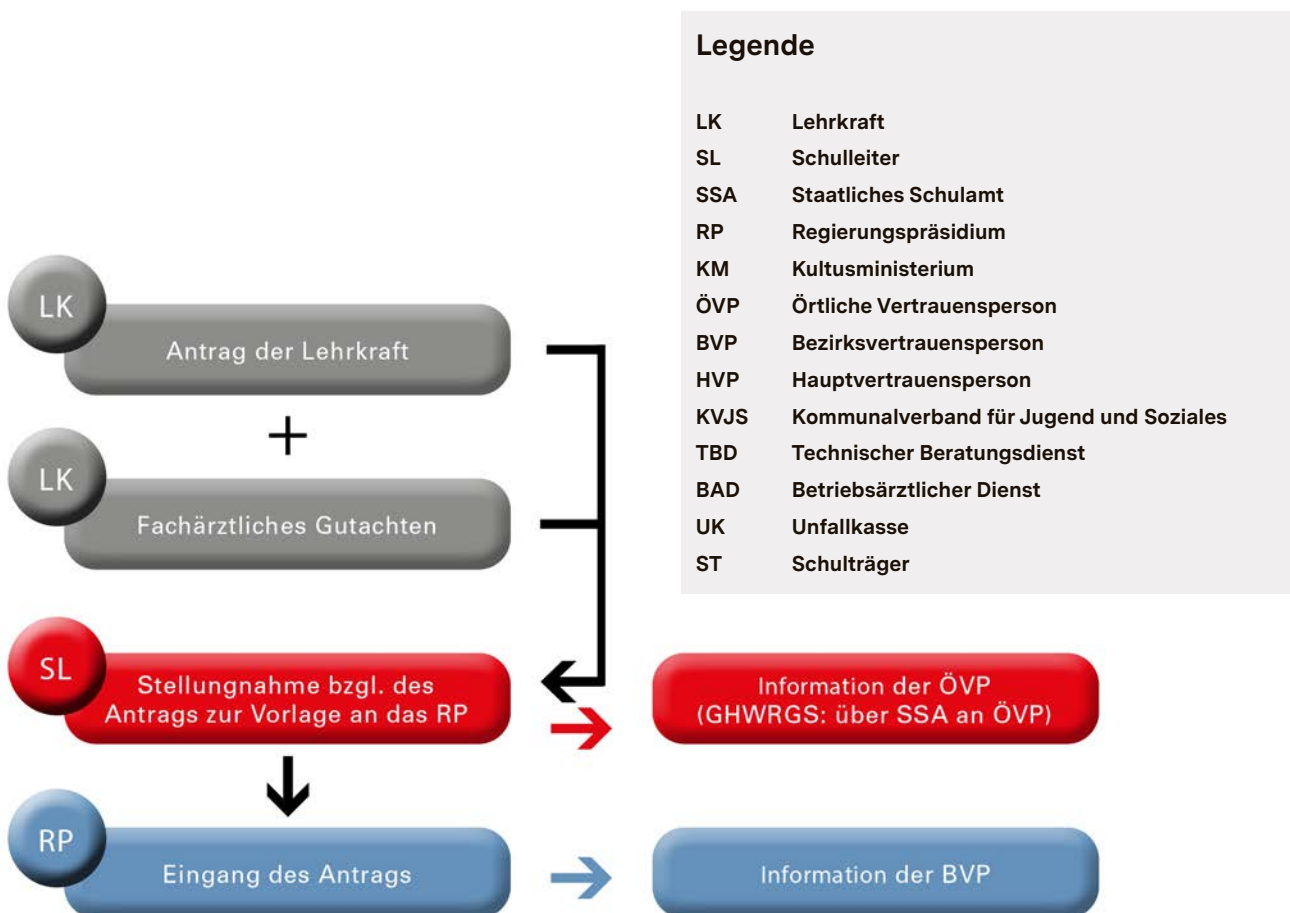 Legende
LK Lehrkraft
SL Schulleiter
SSA Staatliches Schulamt
RP Regierungspräsidium
KM Kultusministerium
ÖVP Örtliche Vertrauensperson
BVP Bezirksvertrauensperson
HVP Hauptvertrauensperson
KVJS Kommunalverband für Jugend und Soziales
TBD Technischer Beratungsdienst
BAD Betriebsärztlicher Dienst
UK Unfallkasse
ST Schulträger
LK
Antrag der Lehrkraft
+
LK
Fachärztliches Gutachten
SL
Stellungnahme bzgl. des
Antrags zur Vorlage an das RP
Information der ÖVP
(GHWRGS: über SSA an ÖVP)
RP
Eingang des Antrags
Information der BVP